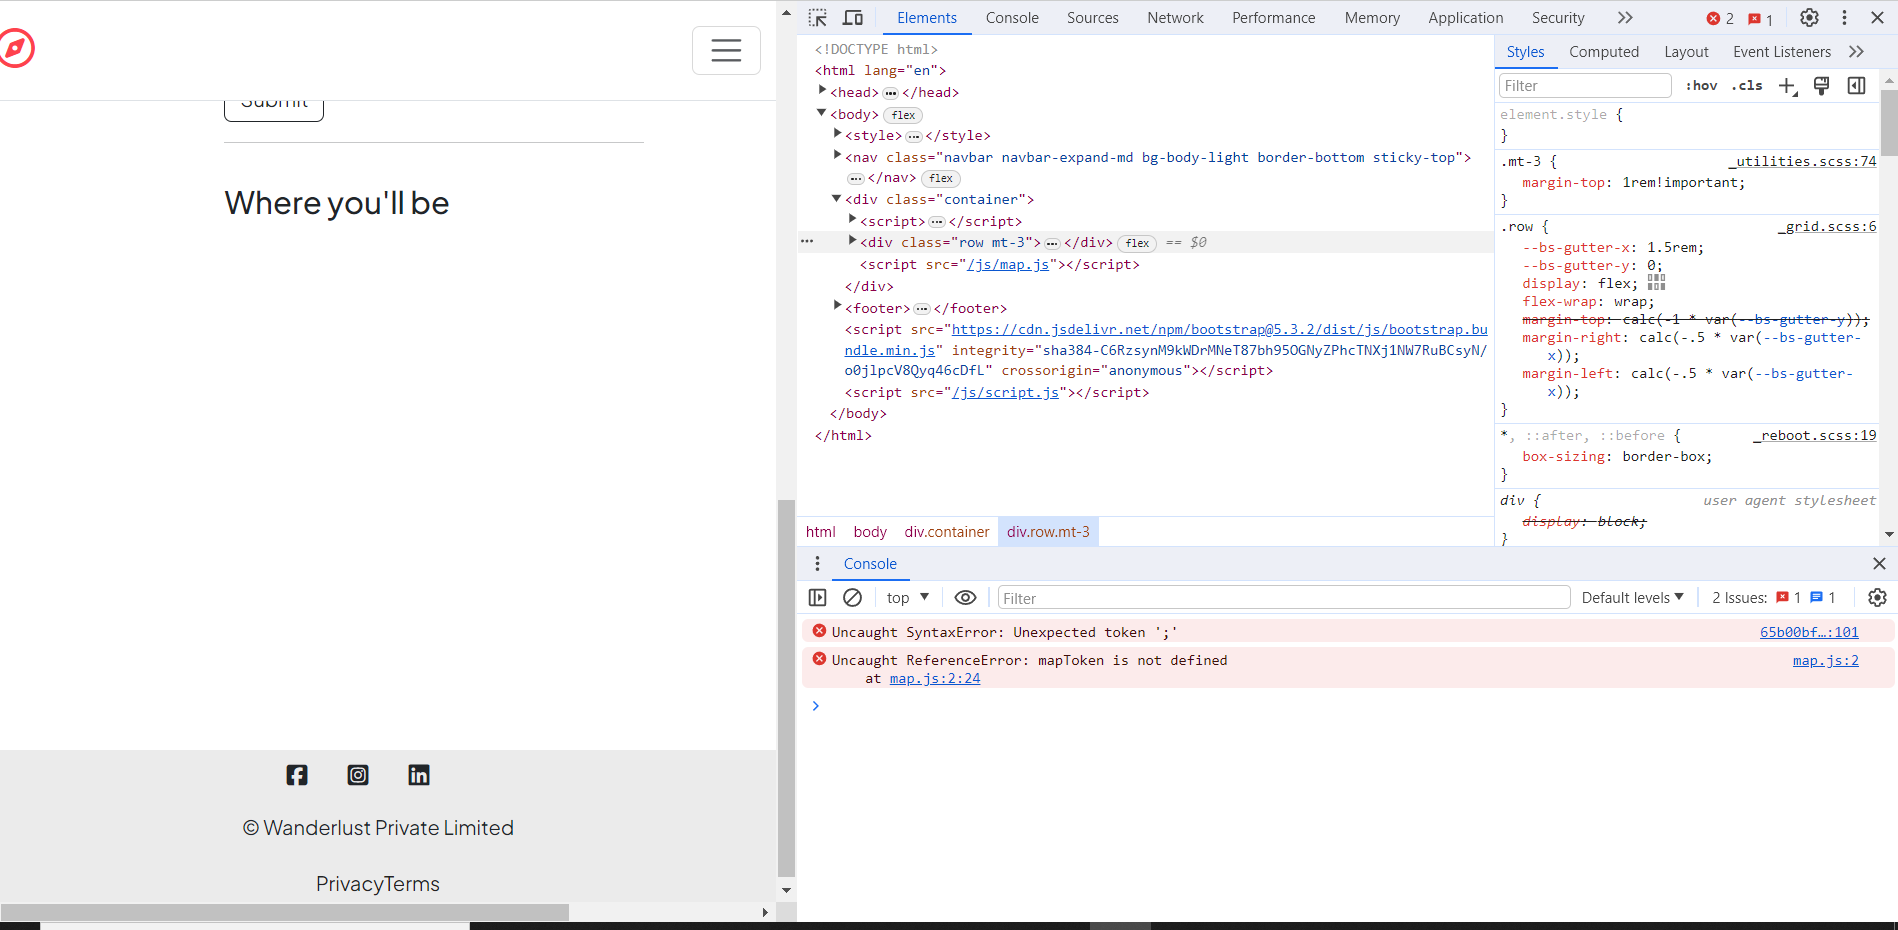 Submit
Where you'll be
© Wanderlust Private Limited
PrivacyTerms
Elements Console Sources Network Performance Memory Application Security 2 1
<!DOCTYPE html>
<html lang="en">
<head> ⋯ </head>
<body> flex
<style> ⋯ </style>
<nav class="navbar navbar-expand-md bg-body-light border-bottom sticky-top">
⋯ </nav> flex
<div class="container">
<script> ⋯ </script>
⋯ <div class="row mt-3"> ⋯ </div> flex == $0
<script src="/js/map.js"></script>
</div>
<footer> ⋯ </footer>
<script src="https://cdn.jsdelivr.net/npm/bootstrap@5.3.2/dist/js/bootstrap.bu
ndle.min.js" integrity="sha384-C6RzsynM9kWDrMNeT87bh95OGNyZPhcTNXj1NW7RuBCsyN/
o0jlpcV8Qyq46cDfL" crossorigin="anonymous"></script>
<script src="/js/script.js"></script>
</body>
</html>
html body div.container div.row.mt-3
Styles Computed Layout Event Listeners
Filter :hov .cls
element.style {
}
.mt-3 { _utilities.scss:74
margin-top: 1rem!important;
}
.row { _grid.scss:6
--bs-gutter-x: 1.5rem;
--bs-gutter-y: 0;
display: flex;
flex-wrap: wrap;
margin-top: calc(-1 * var(--bs-gutter-y));
margin-right: calc(-.5 * var(--bs-gutter-
x));
margin-left: calc(-.5 * var(--bs-gutter-
x));
}
*, ::after, ::before { _reboot.scss:19
box-sizing: border-box;
}
div { user agent stylesheet
display: block;
}
Console
top Filter Default levels 2 Issues: 1 1
Uncaught SyntaxError: Unexpected token ';' 65b00bf…:101
Uncaught ReferenceError: mapToken is not defined map.js:2
at map.js:2:24